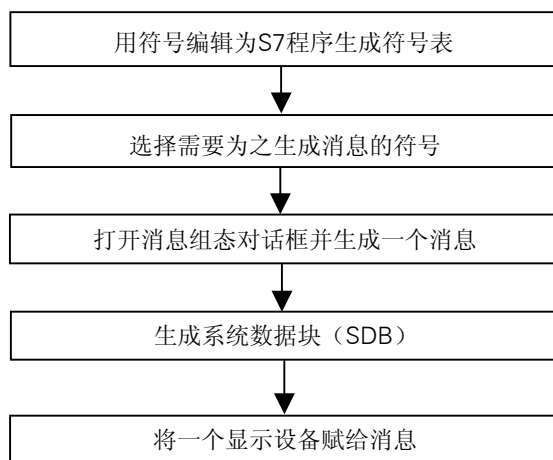 用符号编辑为S7程序生成符号表
选择需要为之生成消息的符号
打开消息组态对话框并生成一个消息
生成系统数据块（SDB）
将一个显示设备赋给消息